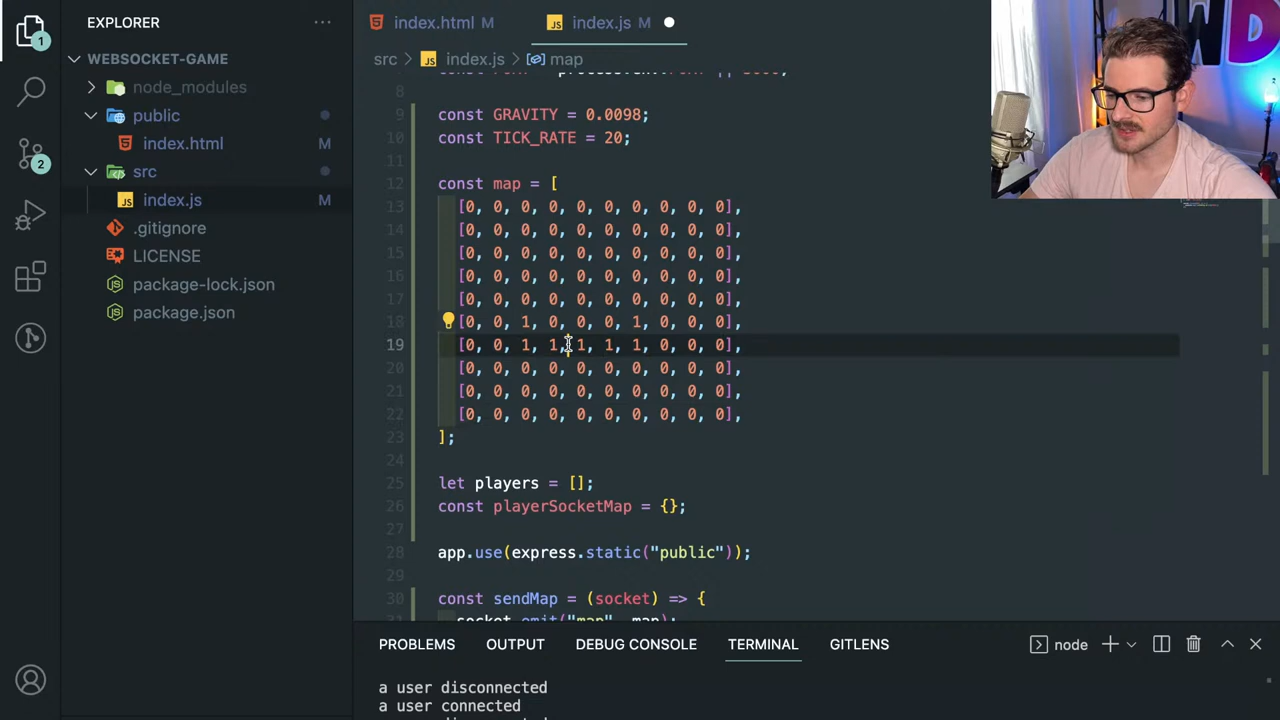 EXPLORER
WEBSOCKET-GAME
node_modules
public
index.html M
src
index.js M
.gitignore
LICENSE
package-lock.json
package.json
1
2
index.html M
index.js M
src > index.js > map
8
9 const GRAVITY = 0.0098;
10 const TICK_RATE = 20;
11
12 const map = [
13 [0, 0, 0, 0, 0, 0, 0, 0, 0, 0],
14 [0, 0, 0, 0, 0, 0, 0, 0, 0, 0],
15 [0, 0, 0, 0, 0, 0, 0, 0, 0, 0],
16 [0, 0, 0, 0, 0, 0, 0, 0, 0, 0],
17 [0, 0, 0, 0, 0, 0, 0, 0, 0, 0],
18 [0, 0, 1, 0, 0, 0, 1, 0, 0, 0],
19 [0, 0, 1, 1, 1, 1, 1, 0, 0, 0],
20 [0, 0, 0, 0, 0, 0, 0, 0, 0, 0],
21 [0, 0, 0, 0, 0, 0, 0, 0, 0, 0],
22 [0, 0, 0, 0, 0, 0, 0, 0, 0, 0],
23 ];
24
25 let players = [];
26 const playerSocketMap = {};
27
28 app.use(express.static("public"));
29
30 const sendMap = (socket) => {
31 socket.emit("map", map);
PROBLEMS OUTPUT DEBUG CONSOLE TERMINAL GITLENS
node
a user disconnected
a user connected